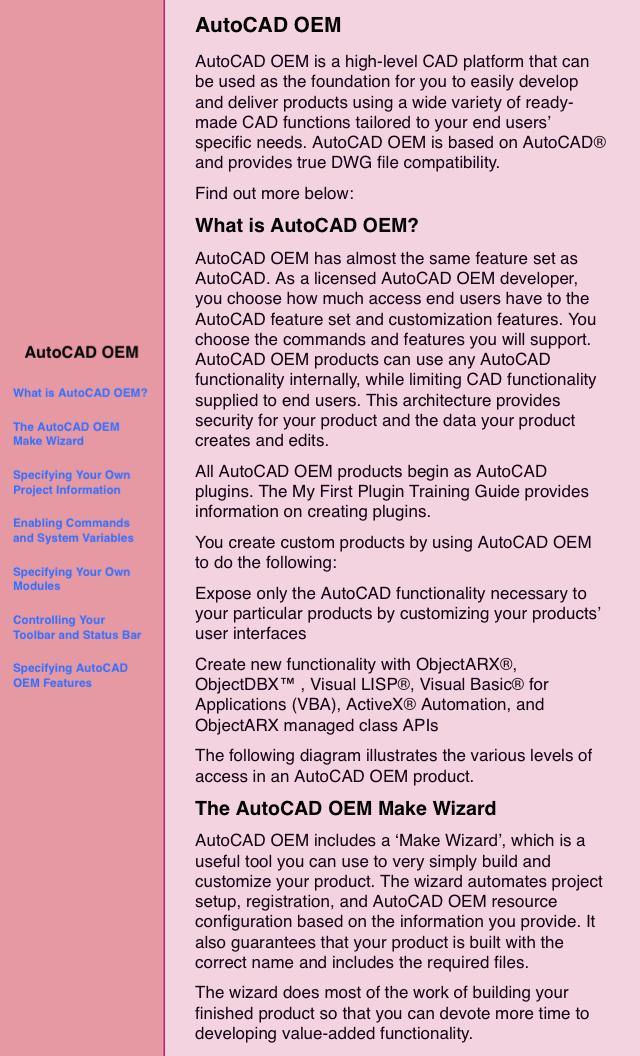 AutoCAD OEM
What is AutoCAD OEM?
The AutoCAD OEM
Make Wizard
Specifying Your Own
Project Information
Enabling Commands
and System Variables
Specifying Your Own
Modules
Controlling Your
Toolbar and Status Bar
Specifying AutoCAD
OEM Features
AutoCAD OEM
AutoCAD OEM is a high-level CAD platform that can
be used as the foundation for you to easily develop
and deliver products using a wide variety of ready-
made CAD functions tailored to your end users’
specific needs. AutoCAD OEM is based on AutoCAD®
and provides true DWG file compatibility.
Find out more below:
What is AutoCAD OEM?
AutoCAD OEM has almost the same feature set as
AutoCAD. As a licensed AutoCAD OEM developer,
you choose how much access end users have to the
AutoCAD feature set and customization features. You
choose the commands and features you will support.
AutoCAD OEM products can use any AutoCAD
functionality internally, while limiting CAD functionality
supplied to end users. This architecture provides
security for your product and the data your product
creates and edits.
All AutoCAD OEM products begin as AutoCAD
plugins. The My First Plugin Training Guide provides
information on creating plugins.
You create custom products by using AutoCAD OEM
to do the following:
Expose only the AutoCAD functionality necessary to
your particular products by customizing your products’
user interfaces
Create new functionality with ObjectARX®,
ObjectDBX™ , Visual LISP®, Visual Basic® for
Applications (VBA), ActiveX® Automation, and
ObjectARX managed class APIs
The following diagram illustrates the various levels of
access in an AutoCAD OEM product.
The AutoCAD OEM Make Wizard
AutoCAD OEM includes a ‘Make Wizard’, which is a
useful tool you can use to very simply build and
customize your product. The wizard automates project
setup, registration, and AutoCAD OEM resource
configuration based on the information you provide. It
also guarantees that your product is built with the
correct name and includes the required files.
The wizard does most of the work of building your
finished product so that you can devote more time to
developing value-added functionality.